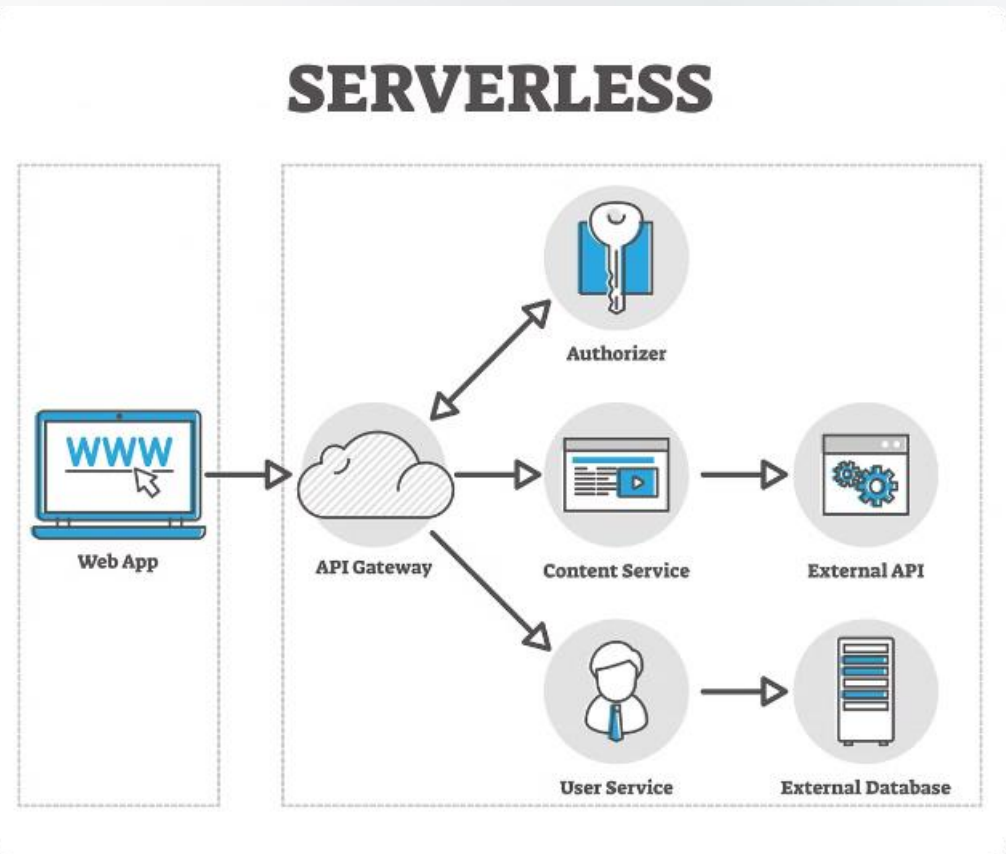 SERVERLESS
Authorizer
WWW
Web App
API Gateway
Content Service
External API
User Service
External Database